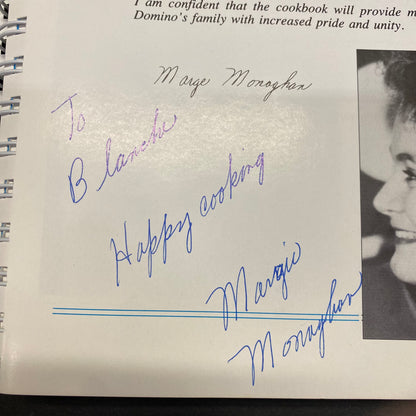 I am confident that the cookbook will provide m
Domino's family with increased pride and unity.
Marge Monaghan
To
Blanche
Happy cooking
Margie
Monaghan